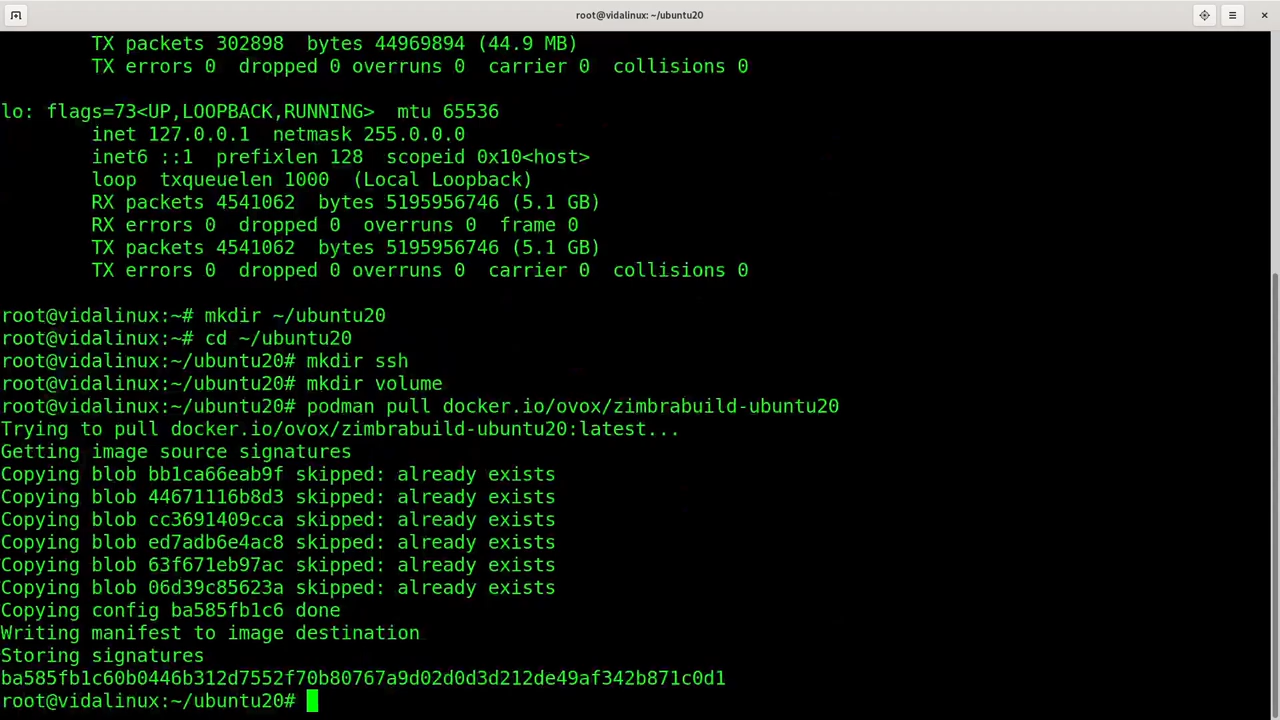 root@vidalinux: ~/ubuntu20
TX packets 302898  bytes 44969894 (44.9 MB)
TX errors 0  dropped 0 overruns 0  carrier 0  collisions 0
lo: flags=73<UP,LOOPBACK,RUNNING>  mtu 65536
inet 127.0.0.1  netmask 255.0.0.0
inet6 ::1  prefixlen 128  scopeid 0x10<host>
loop  txqueuelen 1000  (Local Loopback)
RX packets 4541062  bytes 5195956746 (5.1 GB)
RX errors 0  dropped 0  overruns 0  frame 0
TX packets 4541062  bytes 5195956746 (5.1 GB)
TX errors 0  dropped 0 overruns 0  carrier 0  collisions 0
root@vidalinux:~# mkdir ~/ubuntu20
root@vidalinux:~# cd ~/ubuntu20
root@vidalinux:~/ubuntu20# mkdir ssh
root@vidalinux:~/ubuntu20# mkdir volume
root@vidalinux:~/ubuntu20# podman pull docker.io/ovox/zimbrabuild-ubuntu20
Trying to pull docker.io/ovox/zimbrabuild-ubuntu20:latest...
Getting image source signatures
Copying blob bb1ca66eab9f skipped: already exists
Copying blob 44671116b8d3 skipped: already exists
Copying blob cc3691409cca skipped: already exists
Copying blob ed7adb6e4ac8 skipped: already exists
Copying blob 63f671eb97ac skipped: already exists
Copying blob 06d39c85623a skipped: already exists
Copying config ba585fb1c6 done
Writing manifest to image destination
Storing signatures
ba585fb1c60b0446b312d7552f70b80767a9d02d0d3d212de49af342b871c0d1
root@vidalinux:~/ubuntu20#